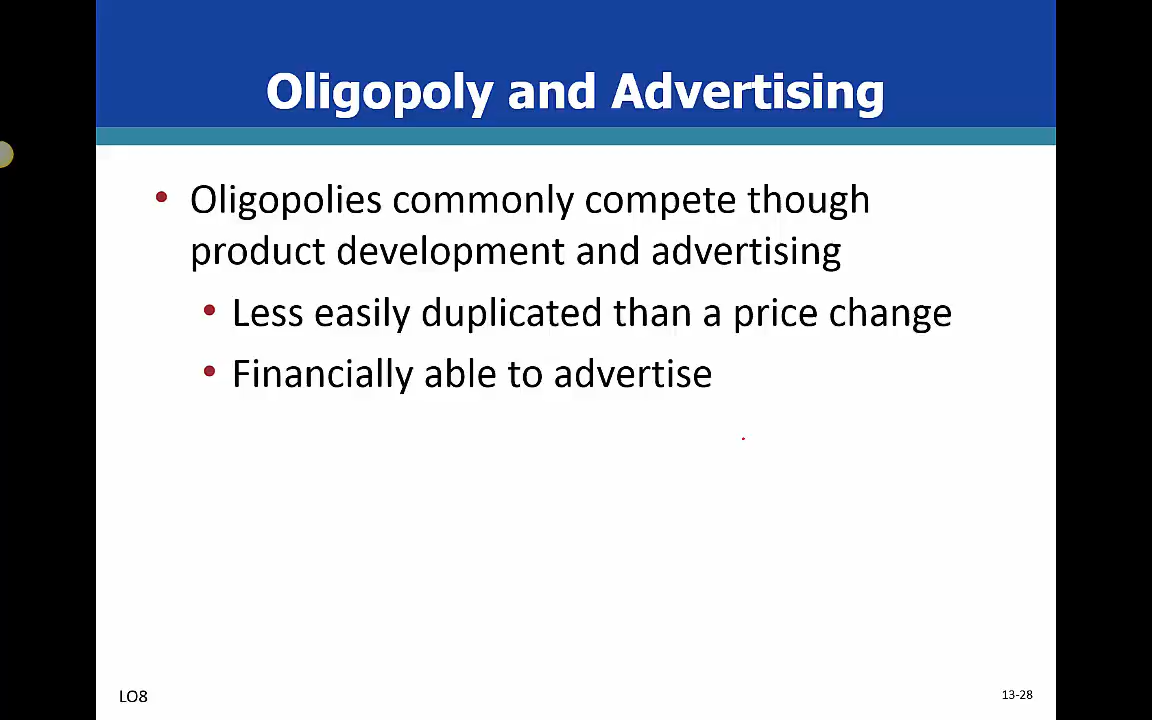 Oligopoly and Advertising
• Oligopolies commonly compete though
product development and advertising
• Less easily duplicated than a price change
• Financially able to advertise
LO8
13-28